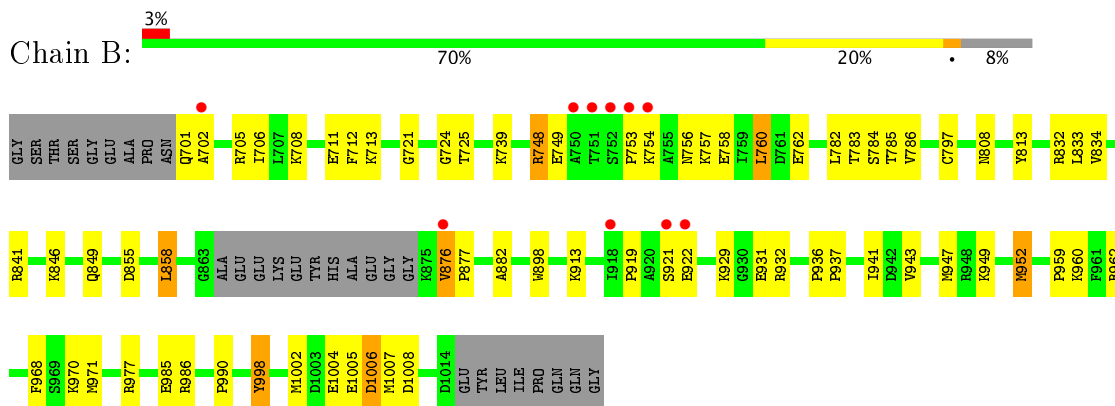 3%
Chain B:
70% 20% • 8%
GLY SER THR SER GLY GLU ALA PRO ASN Q701 A702 R705 I706 L707 K708 E711 F712 K713 G721 G724 T725 K739 R748 E749 A750 T751 S752 P753 K754 A755 N756 K757 E758 I759 L760 D761 E762 L782 T783 S784 T785 V786 C797 N808 Y813 R832 L833 V834
R841 K846 Q849 D855 L858 G863 ALA GLU GLU LYS GLU TYR HIS ALA GLU GLY GLY K875 V876 P877 A882 W898 K913 I918 P919 A920 S921 E922 K929 G930 E931 R932 P936 P937 I941 D942 V943 M947 R948 K949 M952 P959 K960 F961
F968 S969 K970 M971 R977 E985 R986 P990 Y998 M1002 D1003 E1004 E1005 D1006 M1007 D1008 D1014 GLU TYR LEU ILE PRO GLN GLN GLY